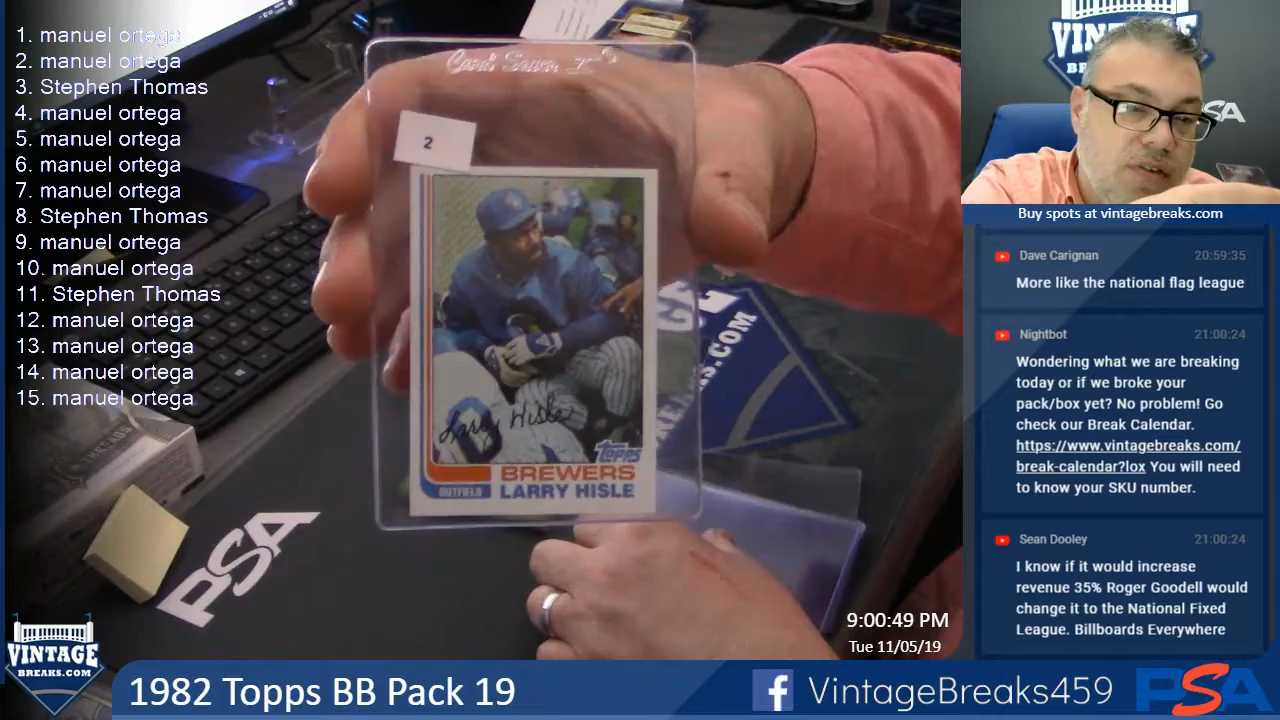 1. manuel ortega
2. manuel ortega
3. Stephen Thomas
4. manuel ortega
5. manuel ortega
6. manuel ortega
7. manuel ortega
8. Stephen Thomas
9. manuel ortega
10. manuel ortega
11. Stephen Thomas
12. manuel ortega
13. manuel ortega
14. manuel ortega
15. manuel ortega
Card Saver I
2
Larry Hisle
Topps
BREWERS
OUTFIELD
LARRY HISLE
PSA
VINTAGE
BREAKS.COM
9:00:49 PM
Tue 11/05/19
1982 Topps BB Pack 19
VintageBreaks459
PSA
Buy spots at vintagebreaks.com
Dave Carignan 20:59:35
More like the national flag league
Nightbot 21:00:24
Wondering what we are breaking
today or if we broke your
pack/box yet? No problem! Go
check our Break Calendar.
https://www.vintagebreaks.com/
break-calendar?lox You will need
to know your SKU number.
Sean Dooley 21:00:24
I know if it would increase
revenue 35% Roger Goodell would
change it to the National Fixed
League. Billboards Everywhere